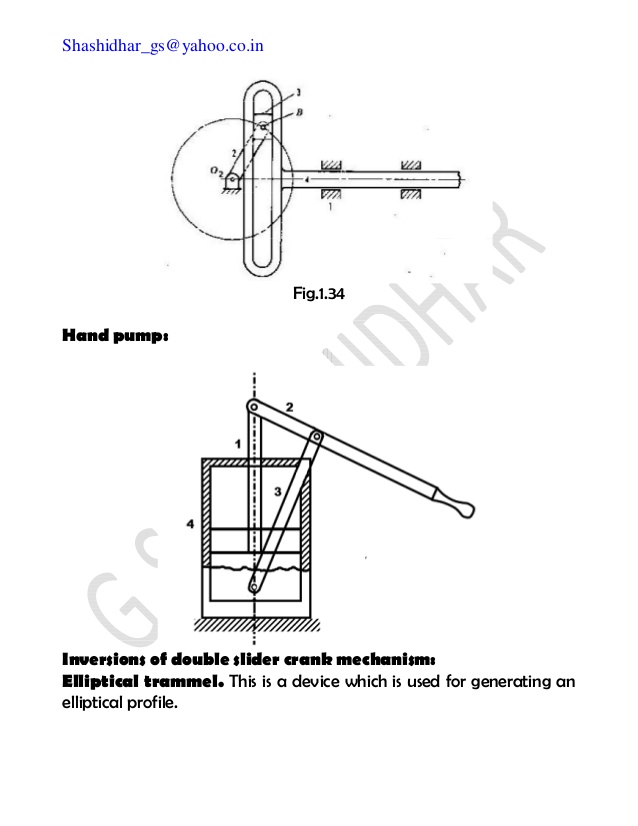 Shashidhar_gs@yahoo.co.in
3
B
2
O2
4
1
Fig.1.34
Hand pump:
2
1
3
4
Inversions of double slider crank mechanism:
Elliptical trammel. This is a device which is used for generating an
elliptical profile.